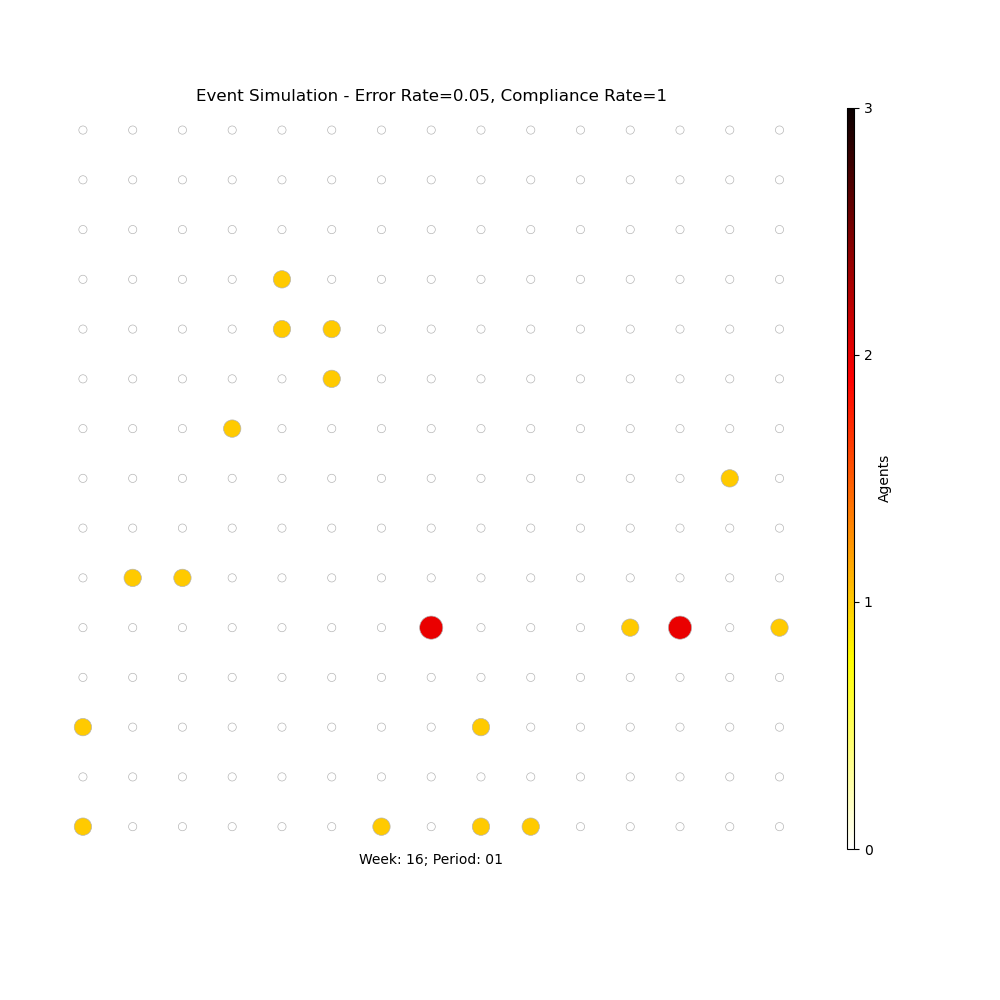 Event Simulation - Error Rate=0.05, Compliance Rate=1
3
2
Agents
1
0
Week: 16; Period: 01